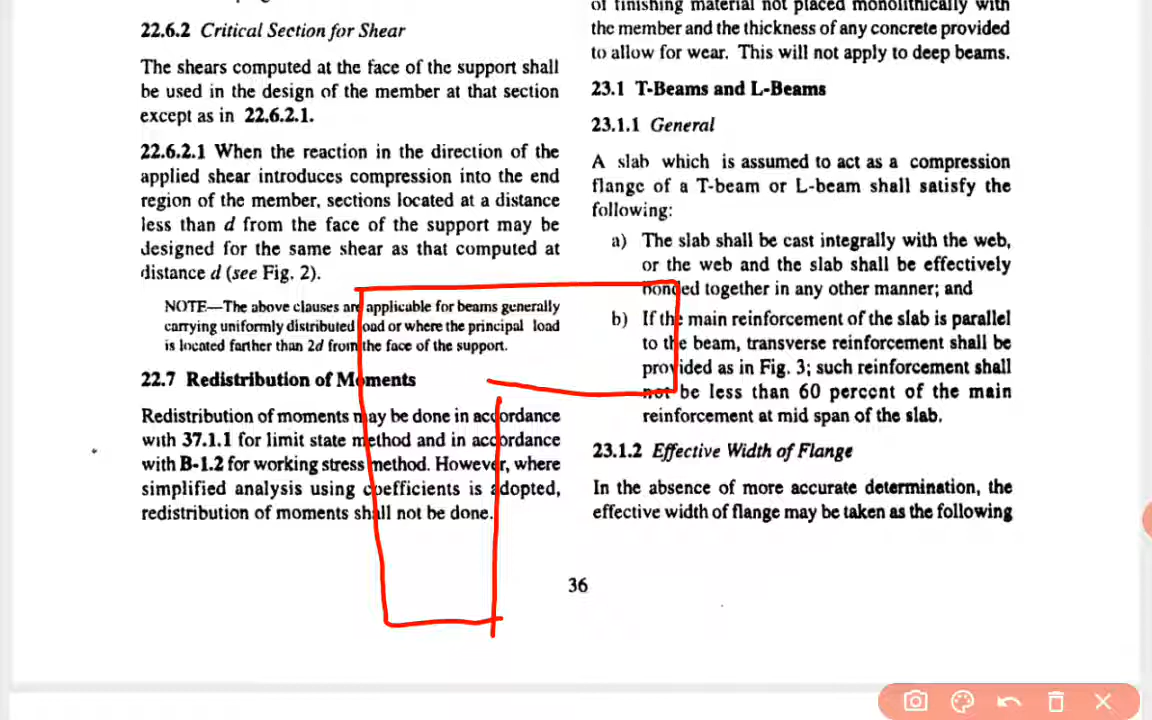 22.6.2 Critical Section for Shear
The shears computed at the face of the support shall
be used in the design of the member at that section
except as in 22.6.2.1.
22.6.2.1 When the reaction in the direction of the
applied shear introduces compression into the end
region of the member, sections located at a distance
less than d from the face of the support may be
designed for the same shear as that computed at
distance d (see Fig. 2).
NOTE—The above clauses are applicable for beams generally
carrying uniformly distributed load or where the principal load
is located farther than 2d from the face of the support.
22.7 Redistribution of Moments
Redistribution of moments may be done in accordance
with 37.1.1 for limit state method and in accordance
with B-1.2 for working stress method. However, where
simplified analysis using coefficients is adopted,
redistribution of moments shall not be done.
of finishing material not placed monolithically with
the member and the thickness of any concrete provided
to allow for wear. This will not apply to deep beams.
23.1 T-Beams and L-Beams
23.1.1 General
A slab which is assumed to act as a compression
flange of a T-beam or L-beam shall satisfy the
following:
a) The slab shall be cast integrally with the web,
or the web and the slab shall be effectively
bonded together in any other manner; and
b) If the main reinforcement of the slab is parallel
to the beam, transverse reinforcement shall be
provided as in Fig. 3; such reinforcement shall
not be less than 60 percent of the main
reinforcement at mid span of the slab.
23.1.2 Effective Width of Flange
In the absence of more accurate determination, the
effective width of flange may be taken as the following
36